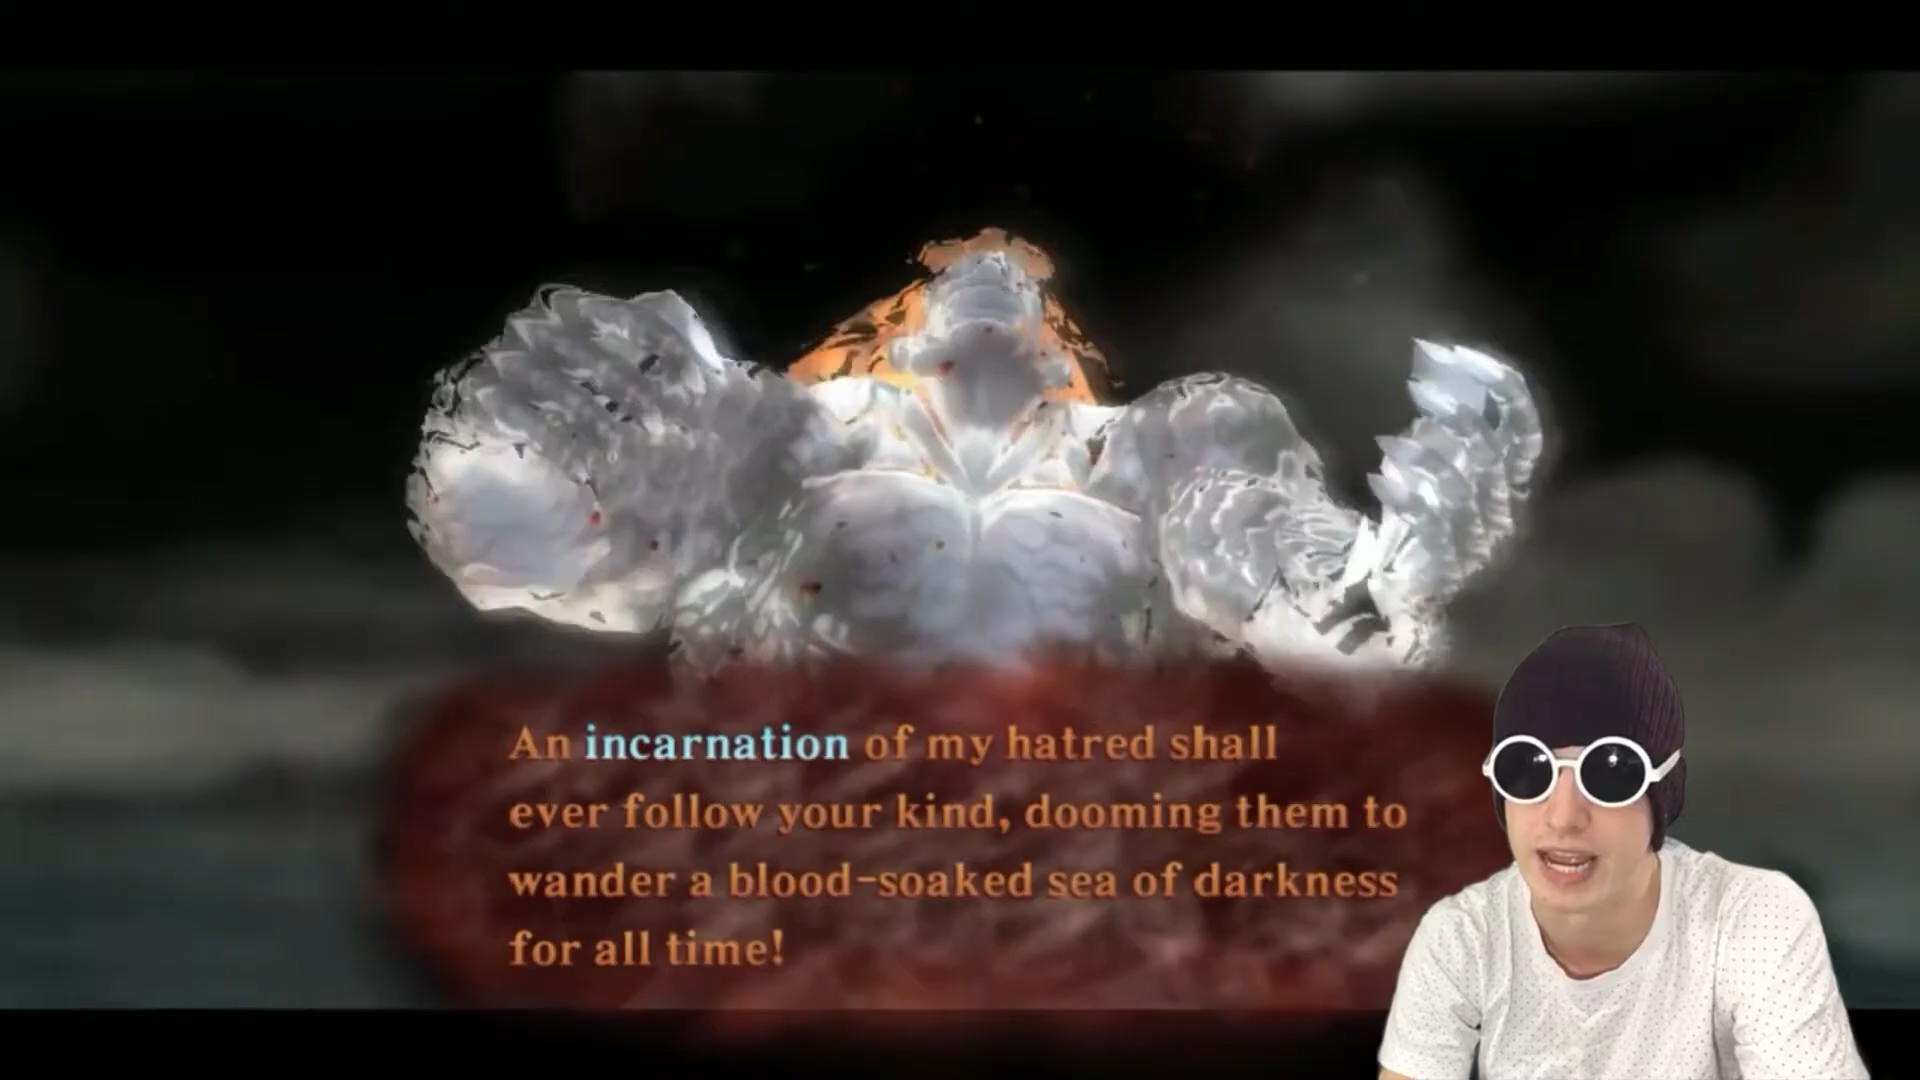 An incarnation of my hatred shall
ever follow your kind, dooming them to
wander a blood-soaked sea of darkness
for all time!